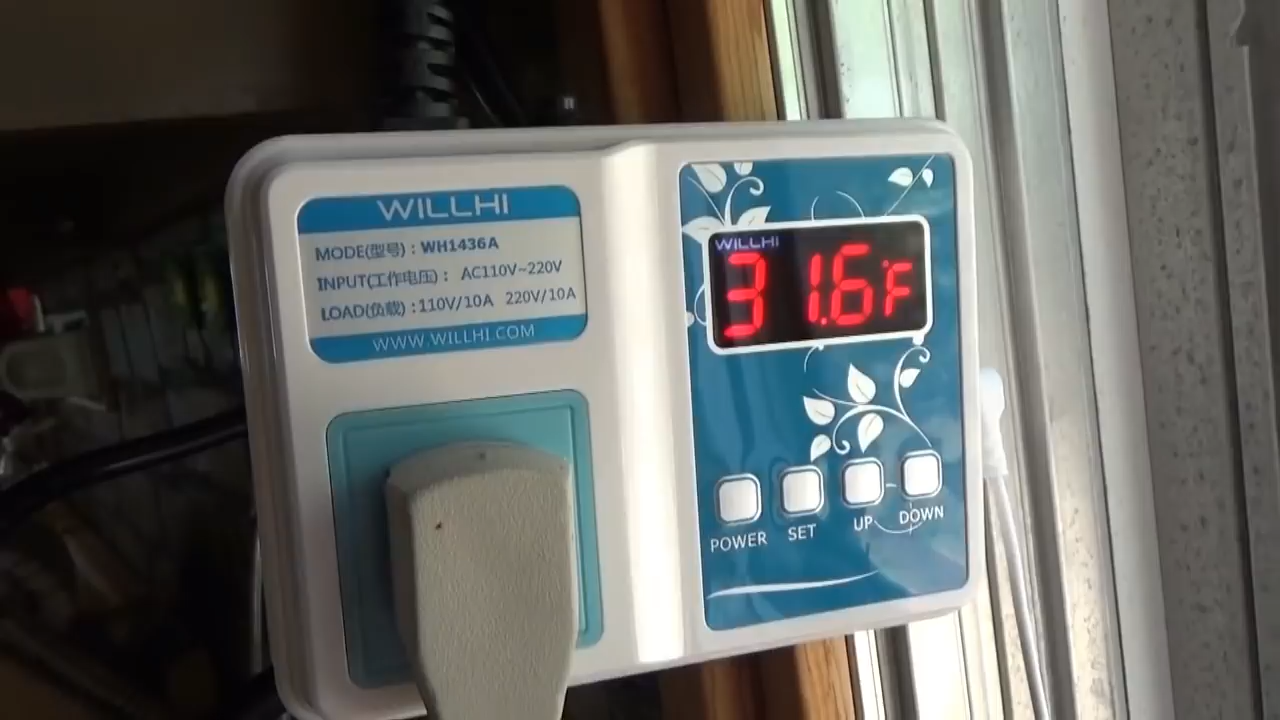 WILLHI
MODE(型号) : WH1436A
INPUT(工作电压) : AC110V~220V
LOAD(负载) : 110V/10A 220V/10A
WWW.WILLHI.COM
WILLHI
31.6°F
POWER SET UP DOWN